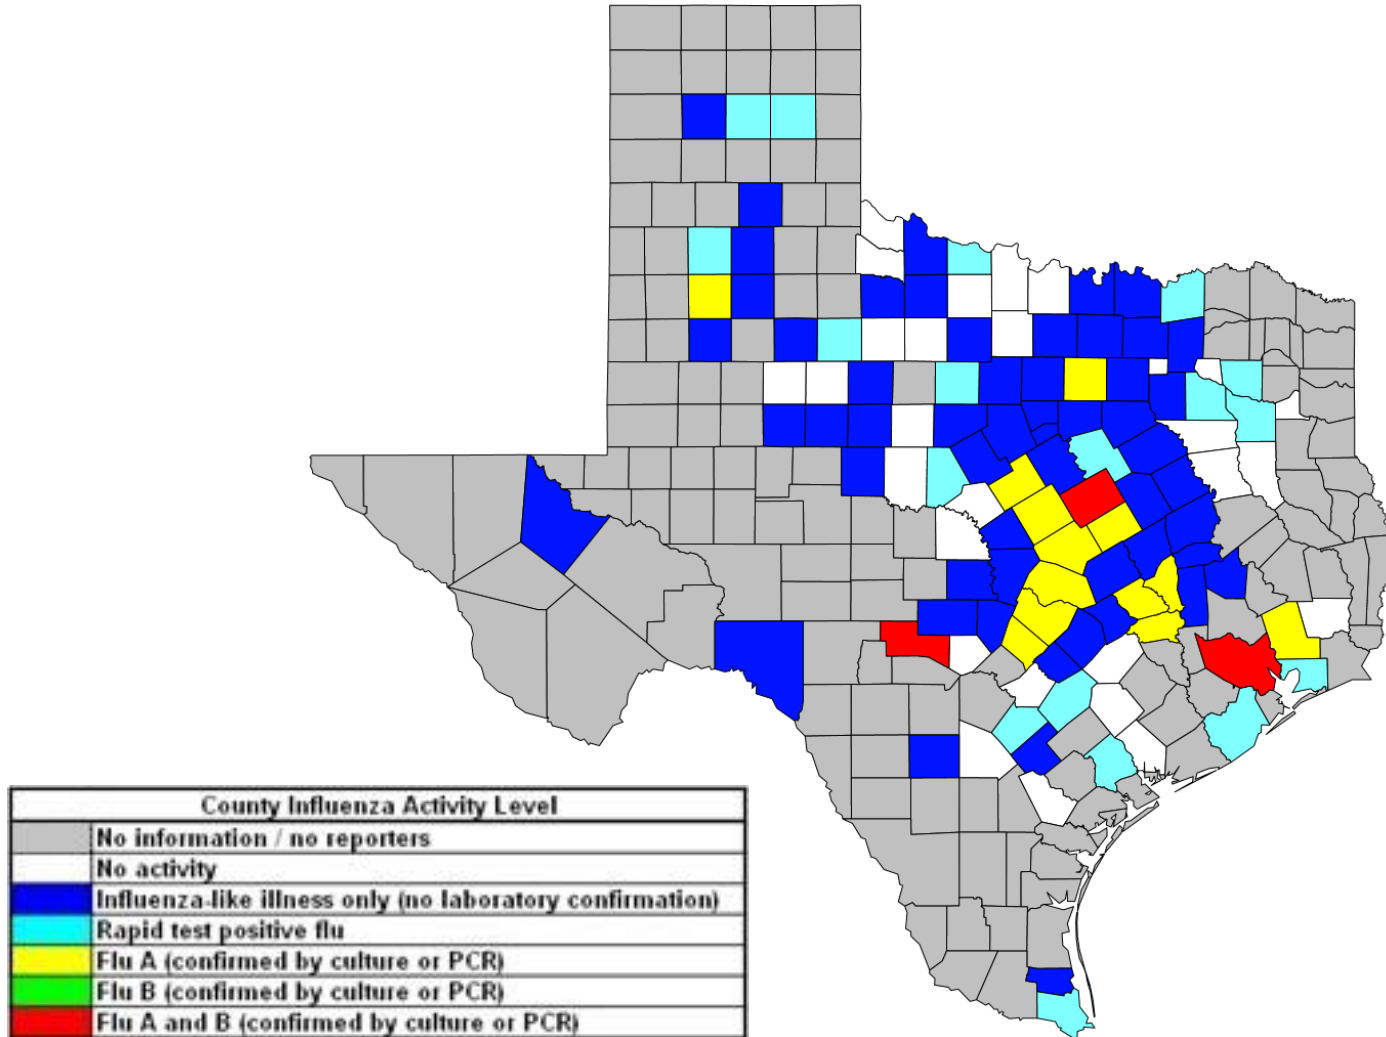 County Influenza Activity Level
No information / no reporters
No activity
Influenza-like illness only (no laboratory confirmation)
Rapid test positive flu
Flu A (confirmed by culture or PCR)
Flu B (confirmed by culture or PCR)
Flu A and B (confirmed by culture or PCR)